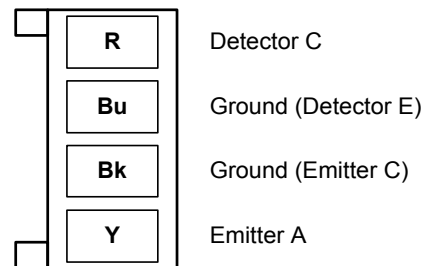 R Detector C
Bu Ground (Detector E)
Bk Ground (Emitter C)
Y Emitter A